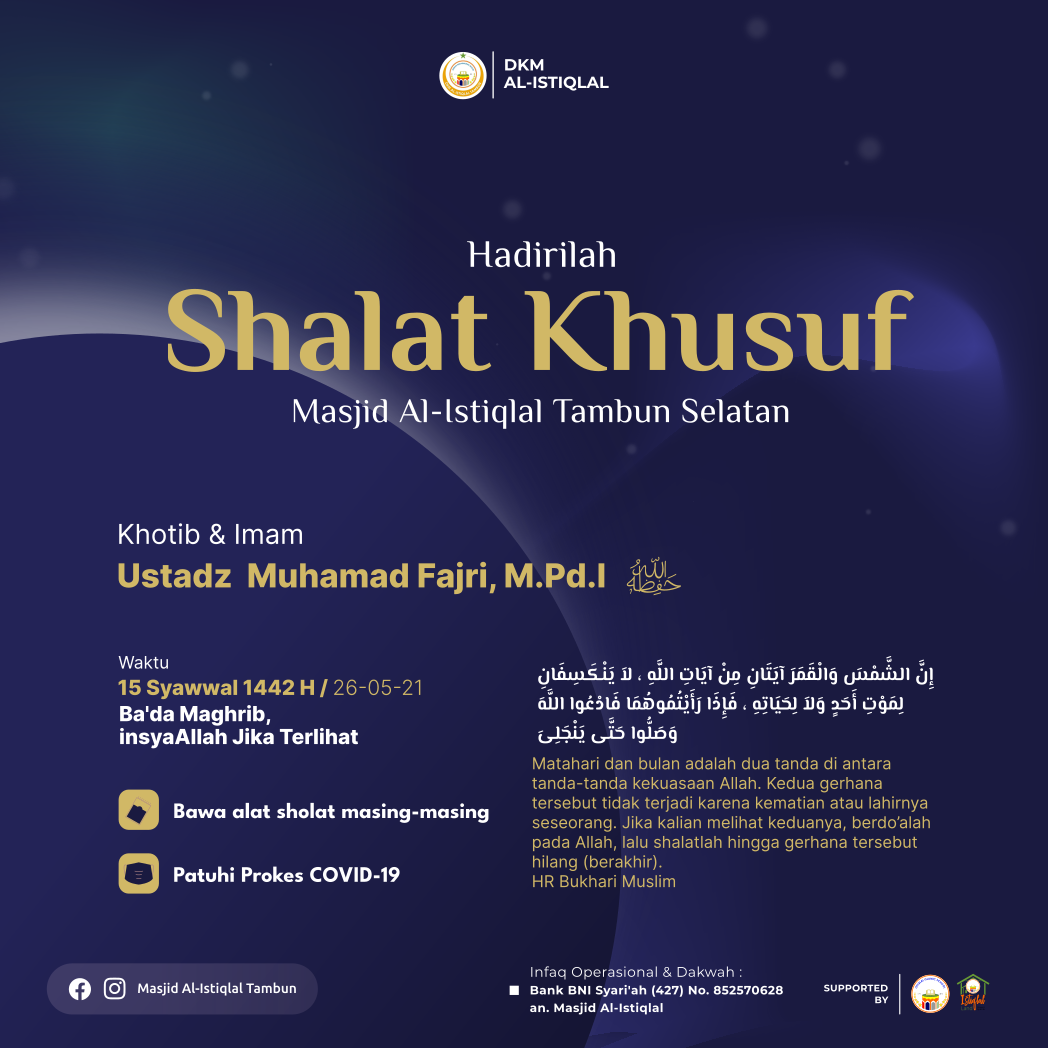 DKM
AL-ISTIQLAL
Hadirilah
Shalat Khusuf
Masjid Al-Istiqlal Tambun Selatan
Khotib & Imam
Ustadz Muhamad Fajri, M.Pd.I حفظه الله
Waktu
15 Syawwal 1442 H / 26-05-21
Ba'da Maghrib,
insyaAllah Jika Terlihat
Bawa alat sholat masing-masing
Patuhi Prokes COVID-19
إِنَّ الشَّمْسَ وَالْقَمَرَ آيَتَانِ مِنْ آيَاتِ اللَّهِ ، لاَ يَنْكَسِفَانِ
لِمَوْتِ أَحَدٍ وَلاَ لِحَيَاتِهِ ، فَإِذَا رَأَيْتُمُوهُمَا فَادْعُوا اللَّهَ
وَصَلُّوا حَتَّى يَنْجَلِىَ
Matahari dan bulan adalah dua tanda di antara
tanda-tanda kekuasaan Allah. Kedua gerhana
tersebut tidak terjadi karena kematian atau lahirnya
seseorang. Jika kalian melihat keduanya, berdo’alah
pada Allah, lalu shalatlah hingga gerhana tersebut
hilang (berakhir).
HR Bukhari Muslim
Masjid Al-Istiqlal Tambun
Infaq Operasional & Dakwah :
Bank BNI Syari'ah (427) No. 852570628
an. Masjid Al-Istiqlal
SUPPORTED
BY
Istiqlal